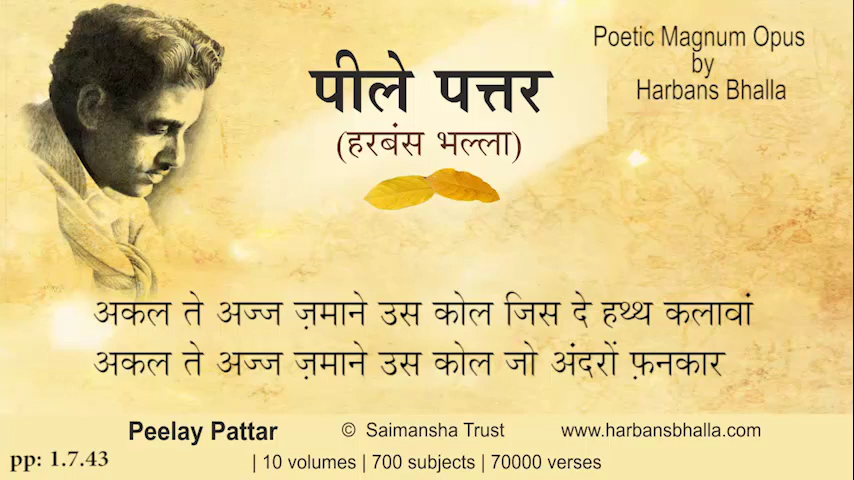 पीले पत्तर
(हरबंस भल्ला)
Poetic Magnum Opus
by
Harbans Bhalla
अकल ते अज्ज ज़माने उस कोल जिस दे हथ्थ कलावां
अकल ते अज्ज ज़माने उस कोल जो अंदरों फ़नकार
Peelay Pattar © Saimansha Trust www.harbansbhalla.com
pp: 1.7.43 | 10 volumes | 700 subjects | 70000 verses